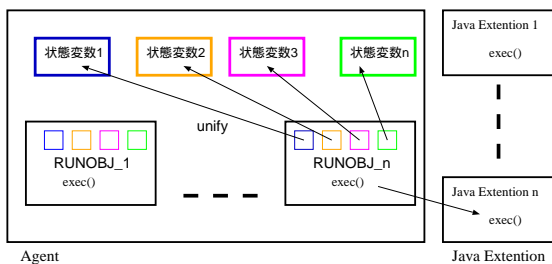 状態変数1
状態変数2
状態変数3
状態変数n
Java Extention 1
exec()
unify
RUNOBJ_1
exec()
RUNOBJ_n
exec()
Java Extention n
exec()
Agent
Java Extention